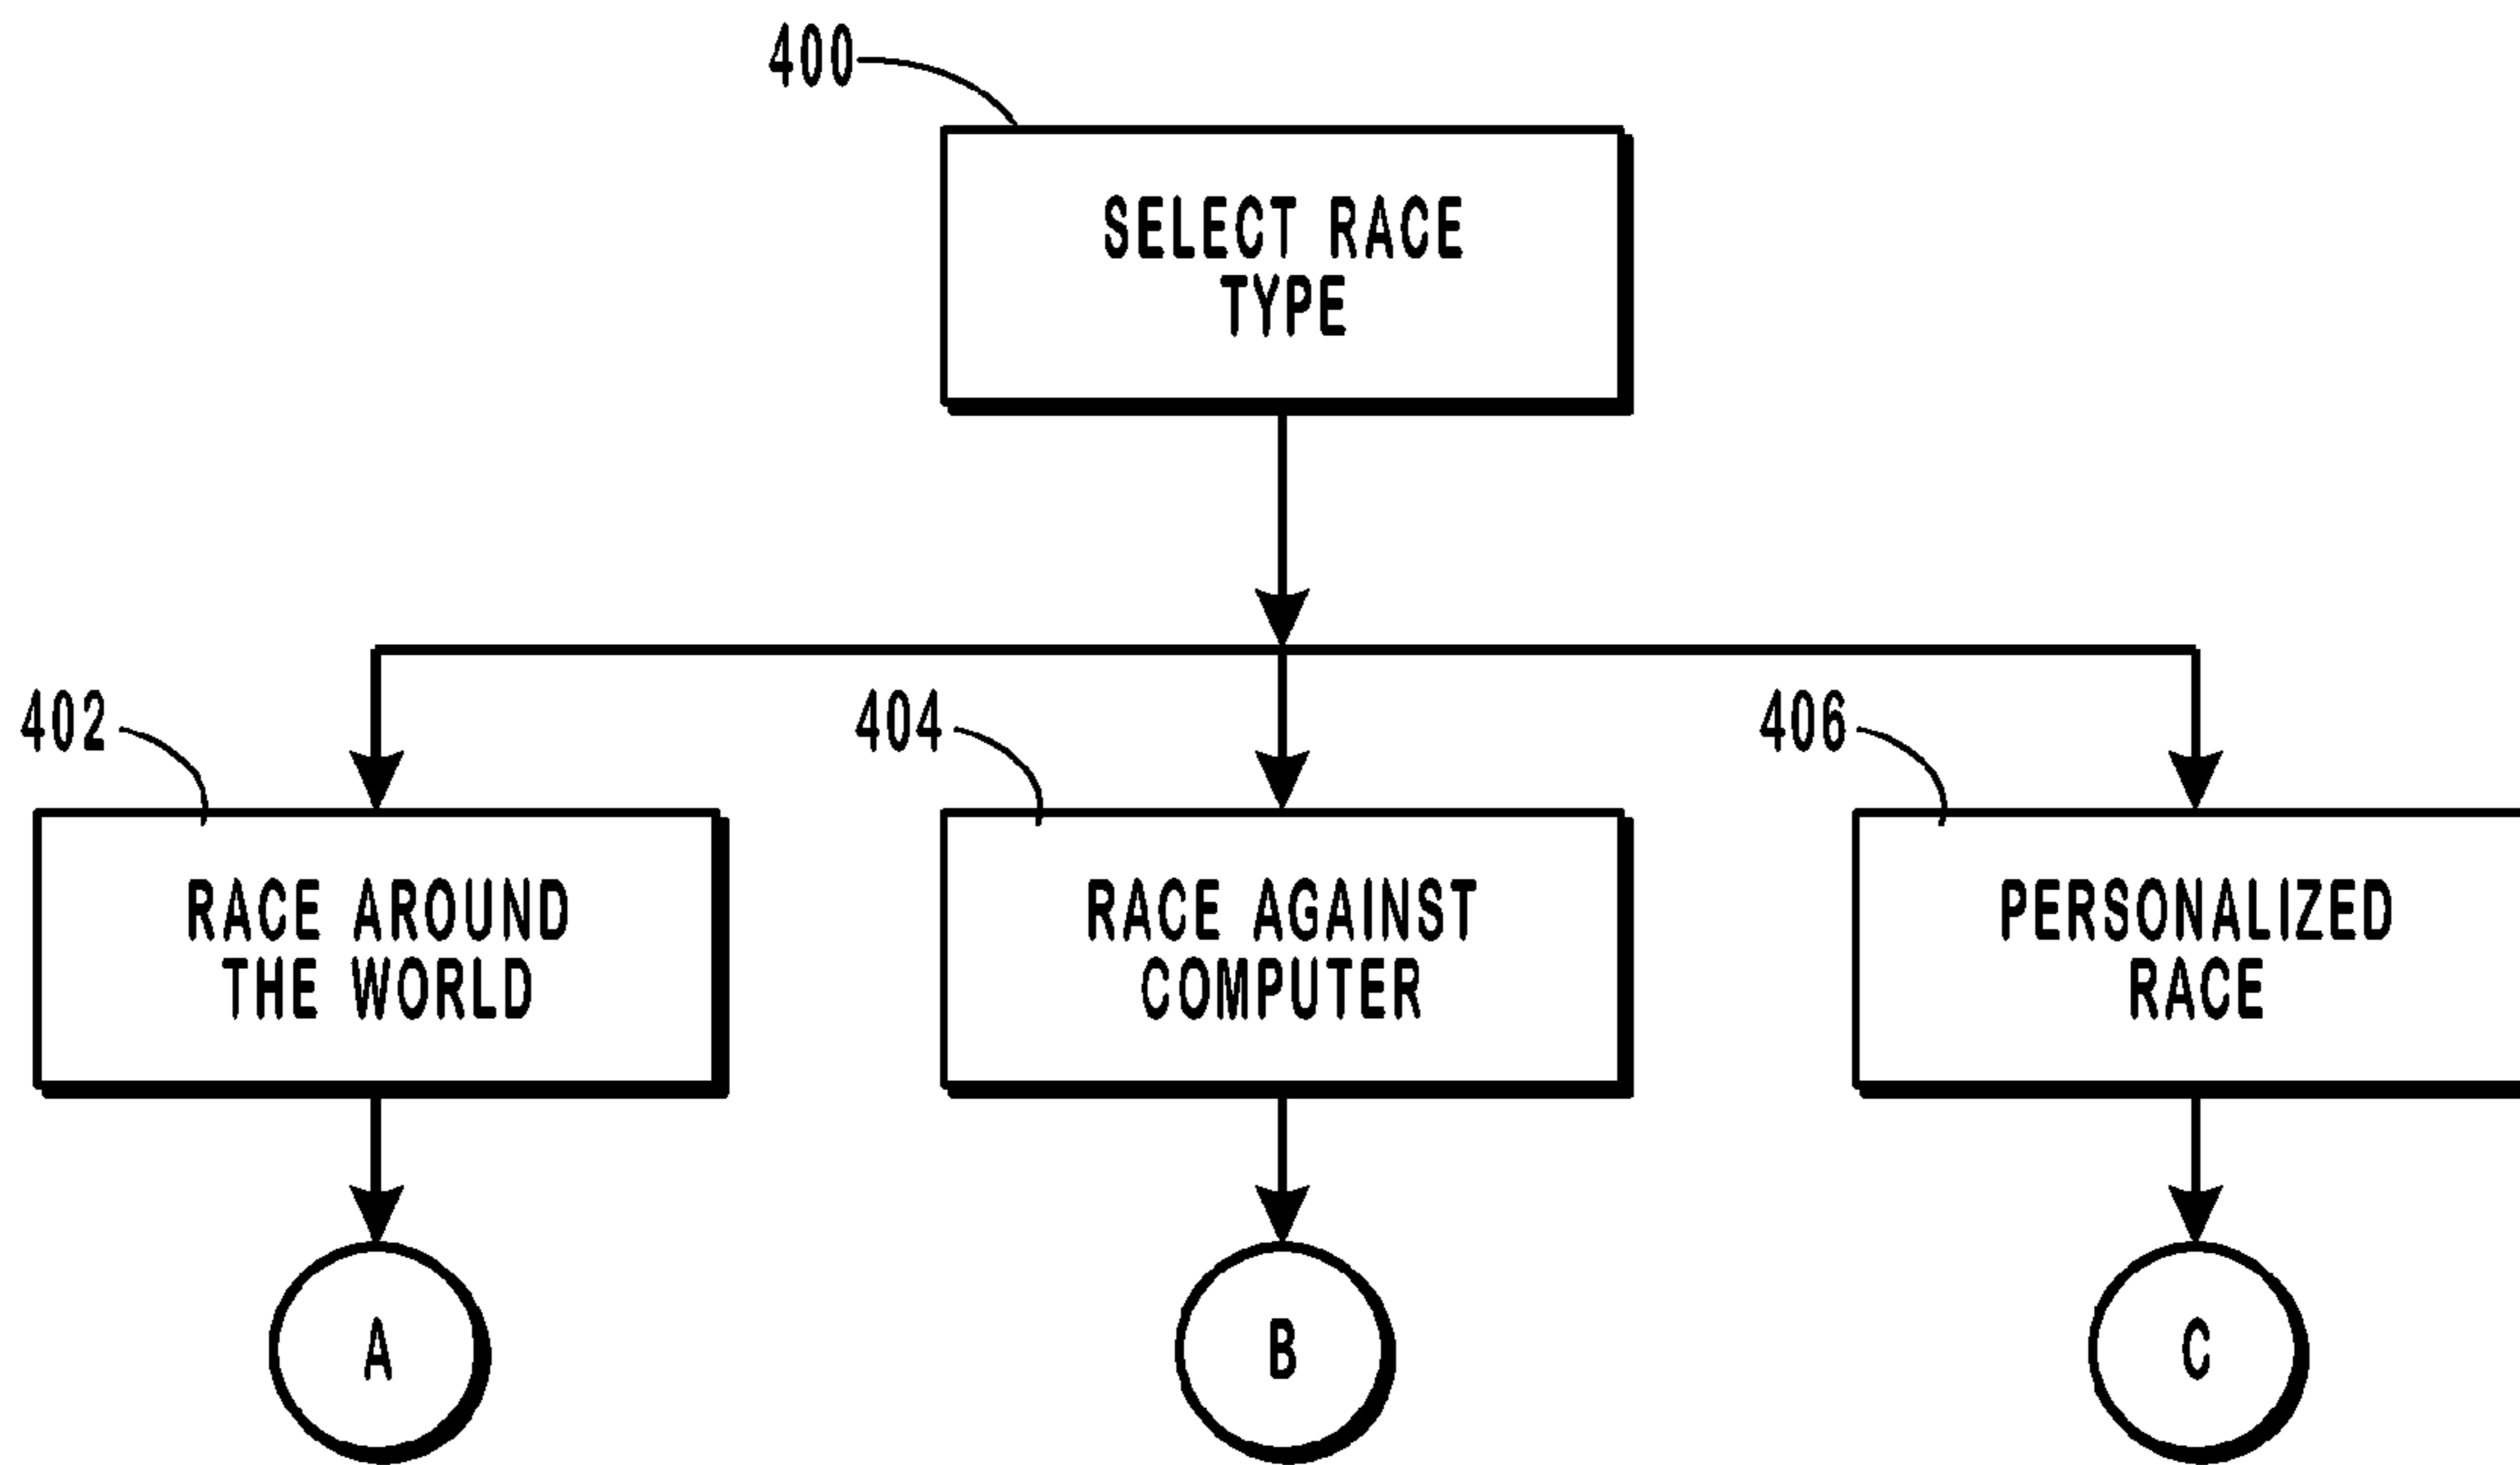 400
SELECT RACE
TYPE
402
404
406
RACE AROUND
THE WORLD
RACE AGAINST
COMPUTER
PERSONALIZED
RACE
A
B
C